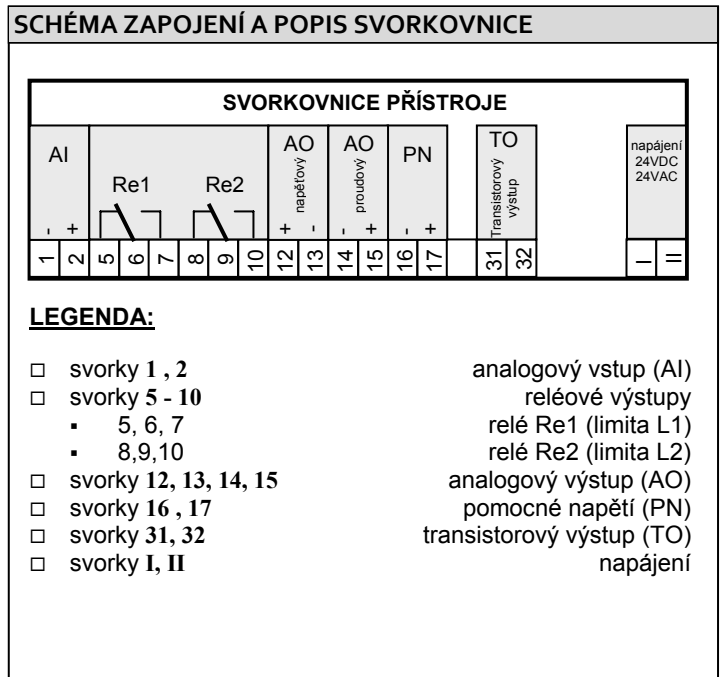 SCHÉMA ZAPOJENÍ A POPIS SVORKOVNICE
SVORKOVNICE PŘÍSTROJE
AI
Re1
Re2
AO
napěťový
AO
proudový
PN
TO
Transistorový
výstup
napájení
24VDC
24VAC
- + + - - + - +
1 2 5 6 7 8 9 10 12 13 14 15 16 17 31 32 I II
LEGENDA:
□ svorky 1 , 2 analogový vstup (AI)
□ svorky 5 - 10 reléové výstupy
▪ 5, 6, 7 relé Re1 (limita L1)
▪ 8,9,10 relé Re2 (limita L2)
□ svorky 12, 13, 14, 15 analogový výstup (AO)
□ svorky 16 , 17 pomocné napětí (PN)
□ svorky 31, 32 transistorový výstup (TO)
□ svorky I, II napájení